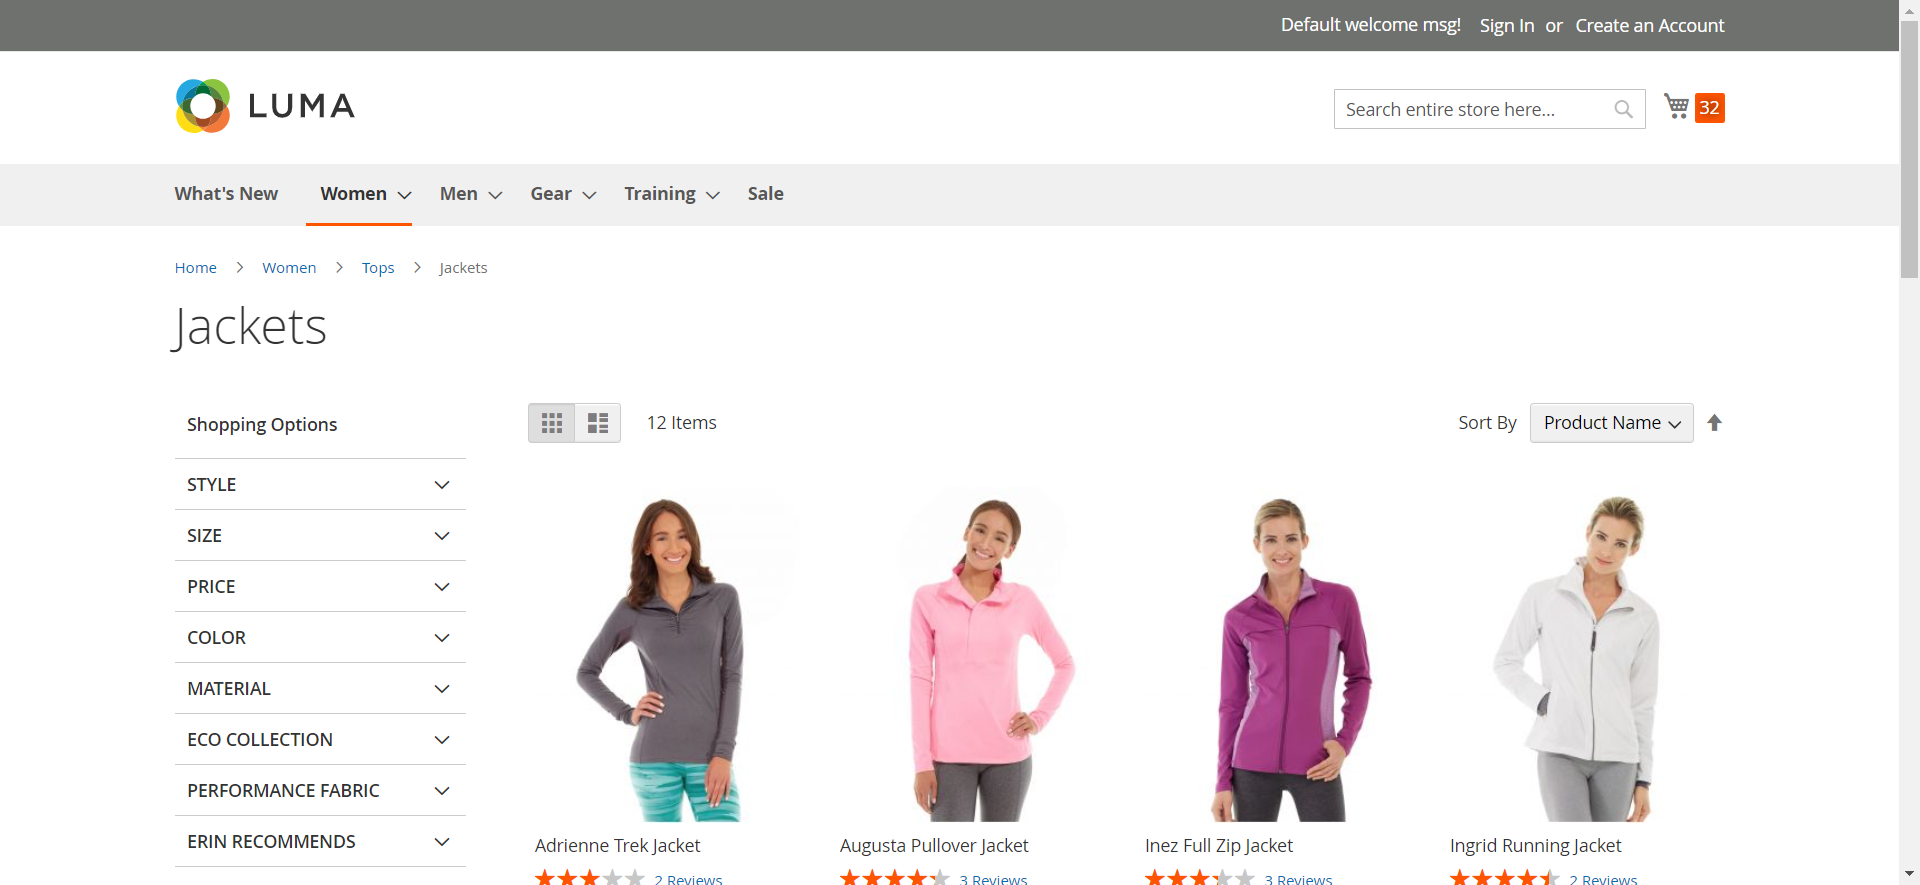 Default welcome msg! Sign In or Create an Account
LUMA
Search entire store here...
32
What's New Women Men Gear Training Sale
Home Women Tops Jackets
Jackets
Shopping Options
12 Items
Sort By Product Name
STYLE
SIZE
PRICE
COLOR
MATERIAL
ECO COLLECTION
PERFORMANCE FABRIC
ERIN RECOMMENDS
Adrienne Trek Jacket
2 Reviews
Augusta Pullover Jacket
3 Reviews
Inez Full Zip Jacket
3 Reviews
Ingrid Running Jacket
2 Reviews